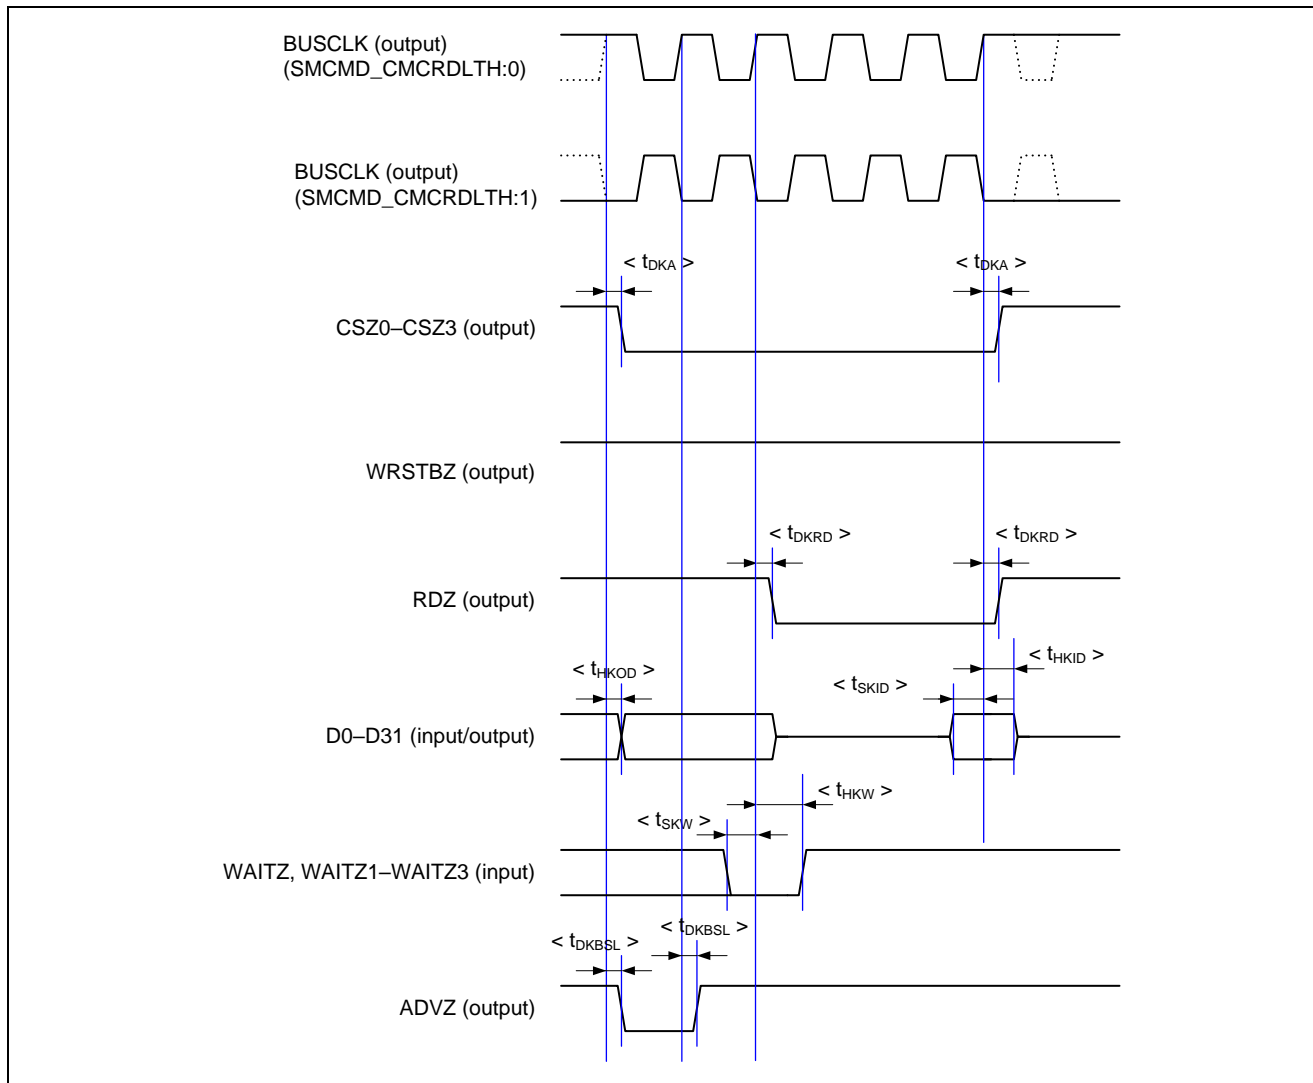 BUSCLK (output)
(SMCMD_CMCRDLTH:0)
BUSCLK (output)
(SMCMD_CMCRDLTH:1)
< tDKA >
< tDKA >
CSZ0–CSZ3 (output)
WRSTBZ (output)
< tDKRD >
< tDKRD >
RDZ (output)
< tHKOD >
< tHKID >
< tSKID >
D0–D31 (input/output)
< tHKW >
< tSKW >
WAITZ, WAITZ1–WAITZ3 (input)
< tDKBSL >
< tDKBSL >
ADVZ (output)